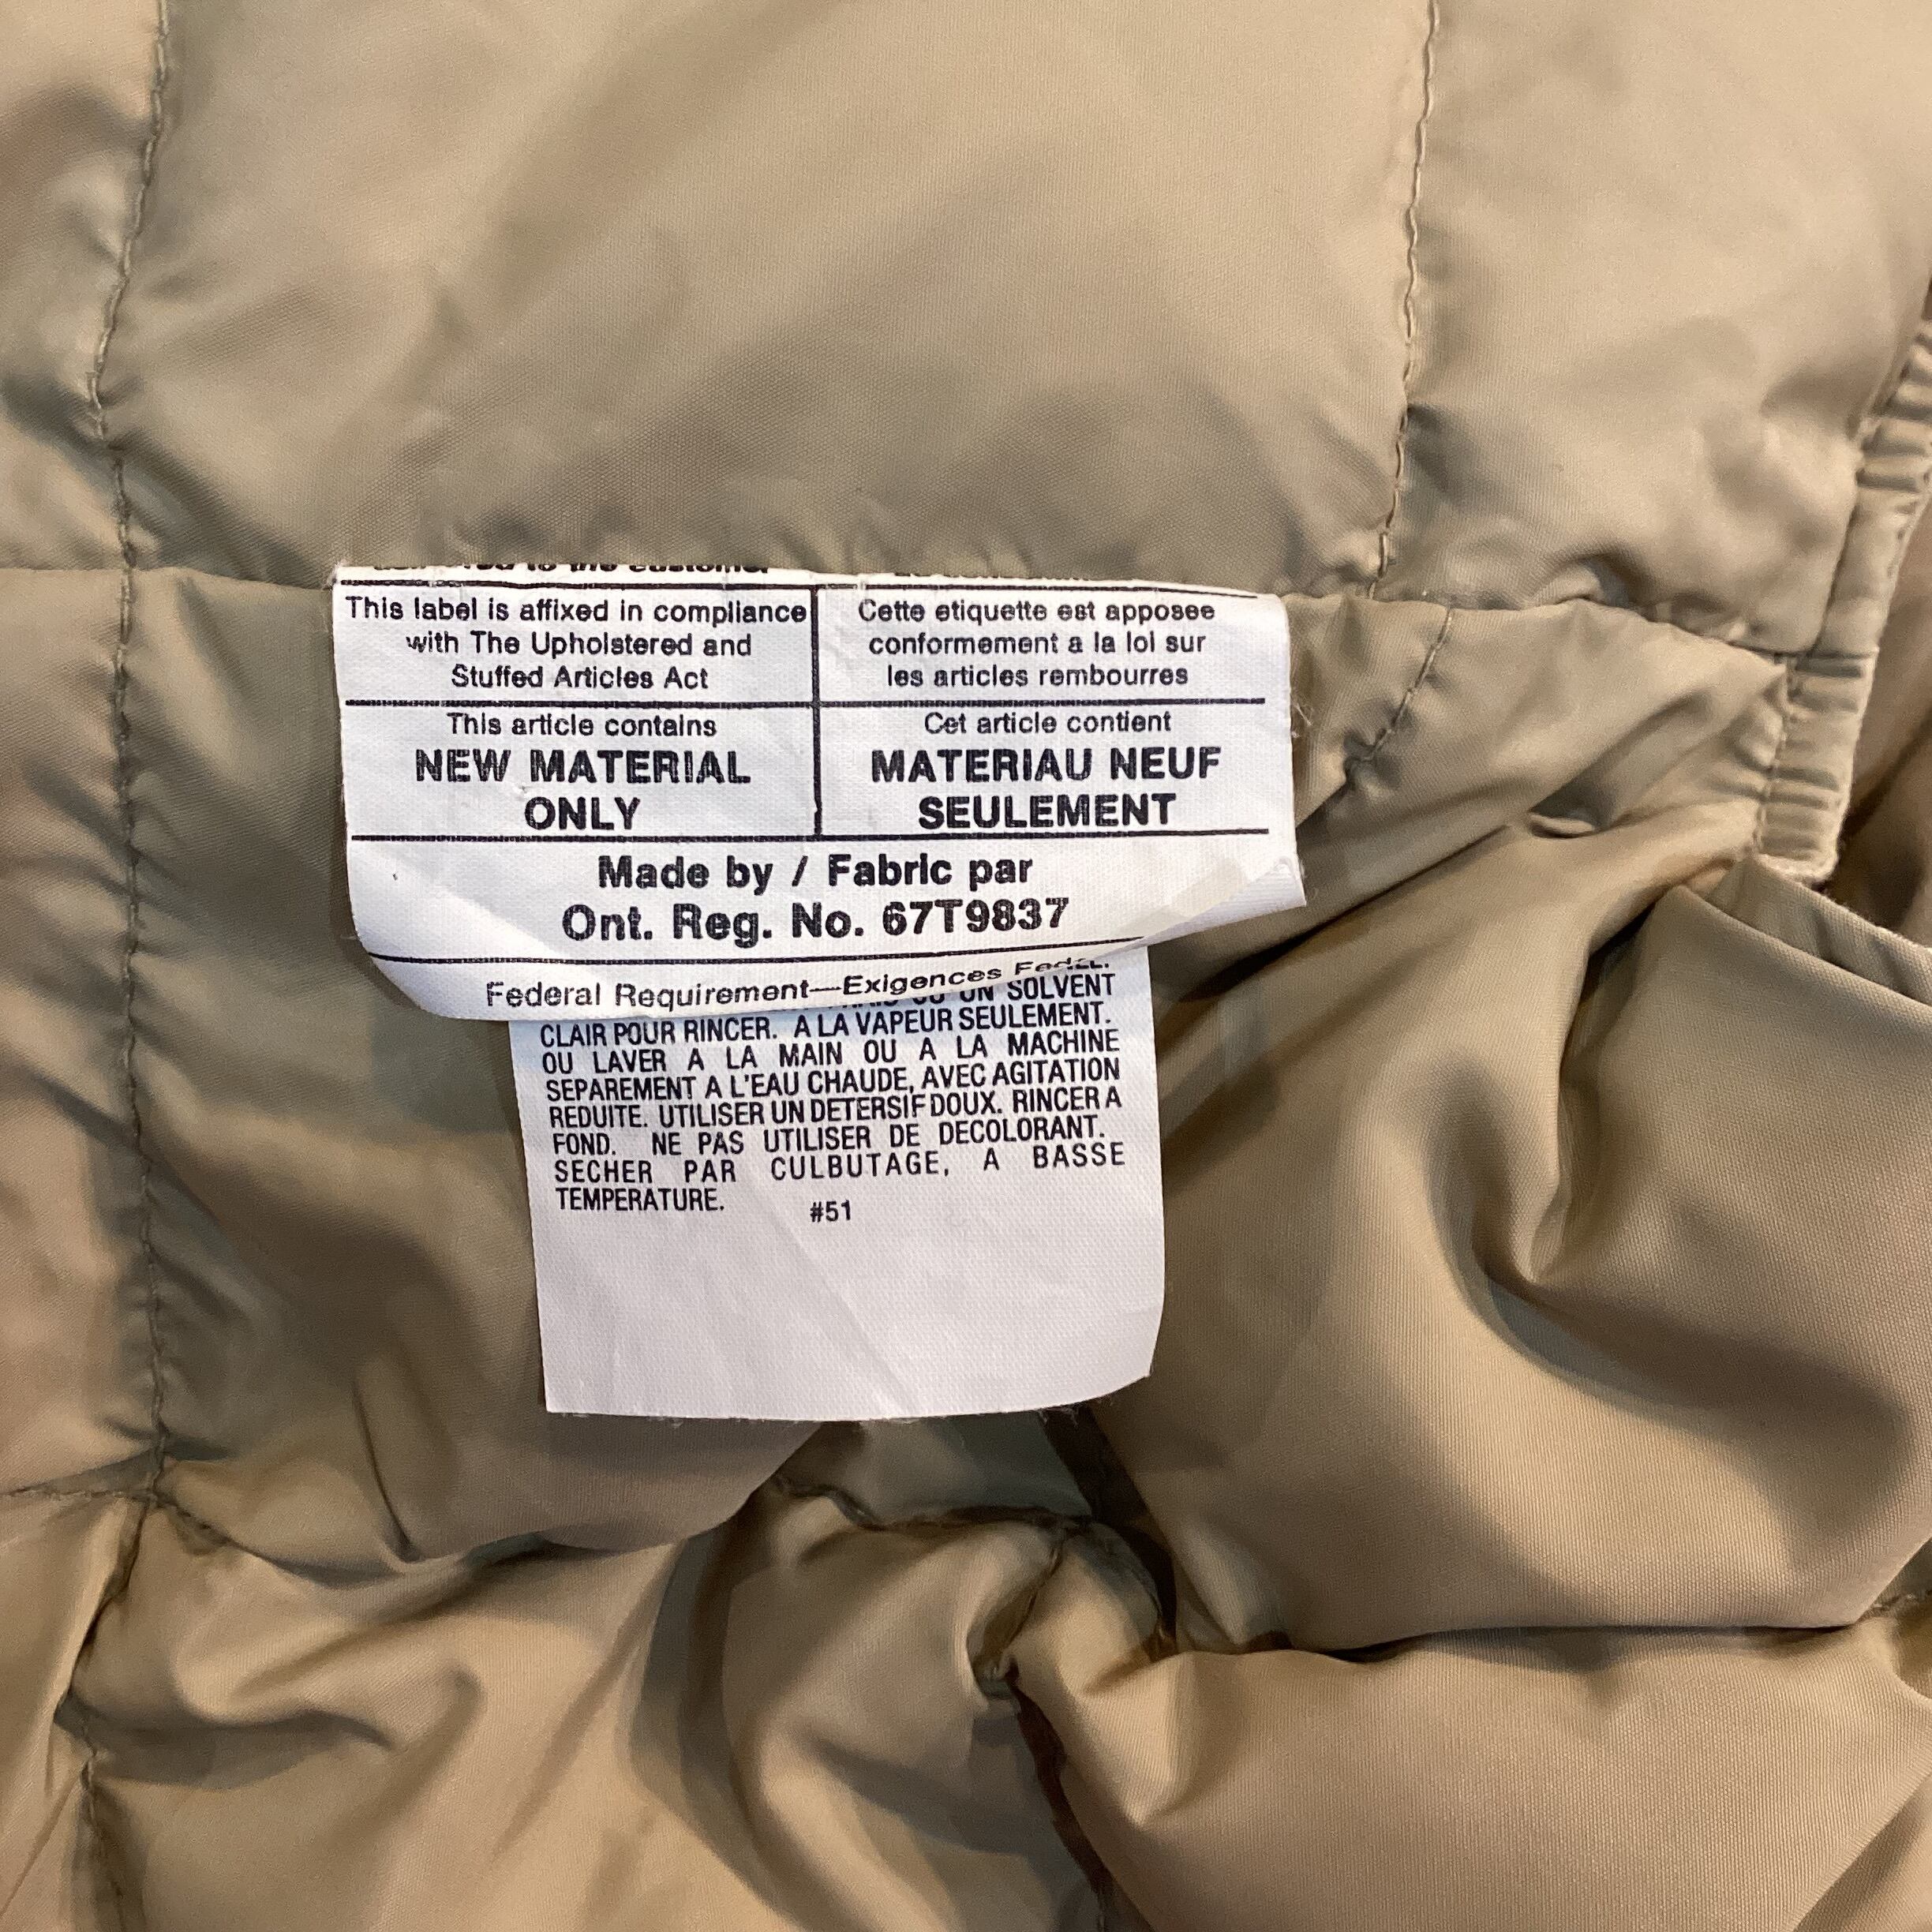 to the customer
This label is affixed in compliance
with The Upholstered and
Stuffed Articles Act
Cette etiquette est apposee
conformement a la loi sur
les articles rembourres
This article contains
NEW MATERIAL
ONLY
Cet article contient
MATERIAU NEUF
SEULEMENT
Made by / Fabric par
Ont. Reg. No. 67T9837
Federal Requirement—Exigences
UN SOLVENT
CLAIR POUR RINCER. A LA VAPEUR SEULEMENT.
OU LAVER A LA MAIN OU A LA MACHINE
SEPAREMENT A L'EAU CHAUDE, AVEC AGITATION
REDUITE. UTILISER UN DETERSIF DOUX. RINCER A
FOND. NE PAS UTILISER DE DECOLORANT.
SECHER PAR CULBUTAGE, A BASSE
TEMPERATURE. #51